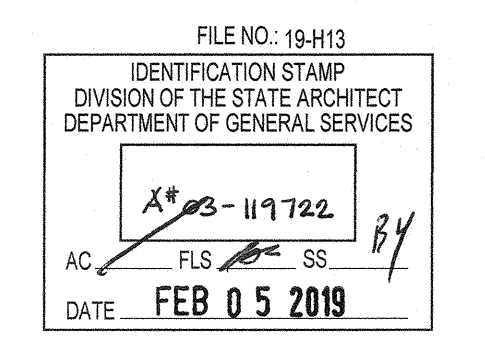 FILE NO.: 19-H13
IDENTIFICATION STAMP
DIVISION OF THE STATE ARCHITECT
DEPARTMENT OF GENERAL SERVICES
A# 03-119722
AC FLS SS BY
DATE FEB 05 2019